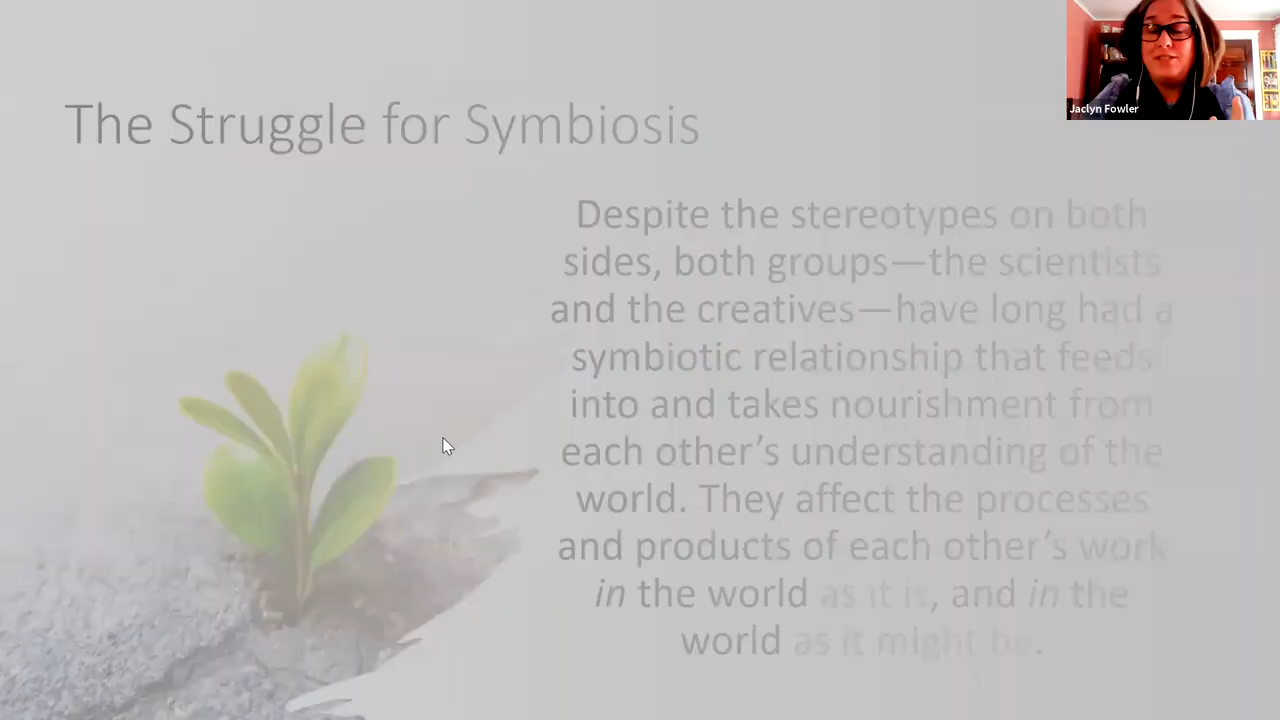 Jaclyn Fowler
The Struggle for Symbiosis
Despite the stereotypes on both
sides, both groups—the scientists
and the creatives—have long had a
symbiotic relationship that feeds
into and takes nourishment from
each other’s understanding of the
world. They affect the processes
and products of each other’s work
in the world as it is, and in the
world as it might be.